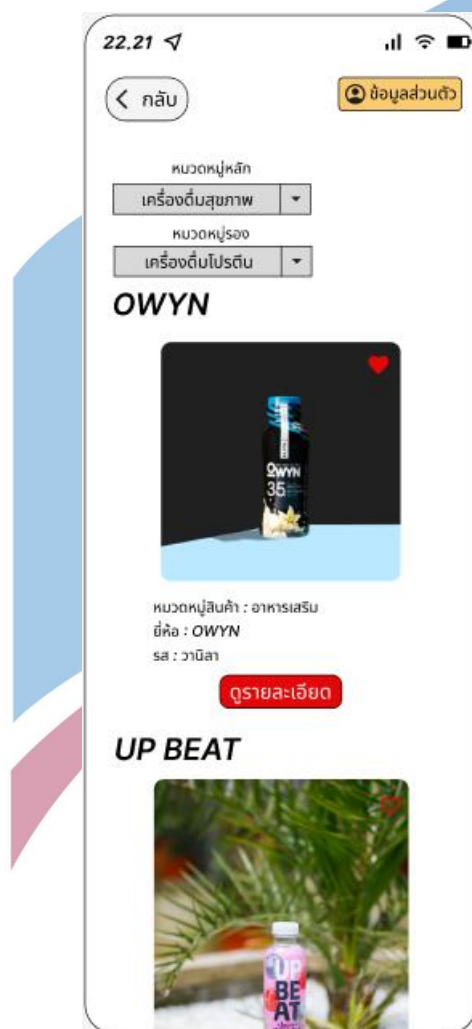 22.21
กลับ
ข้อมูลส่วนตัว
หมวดหมู่หลัก
เครื่องดื่มสุขภาพ
หมวดหมู่รอง
เครื่องดื่มโปรตีน
OWYN
OWYN
35
หมวดหมู่สินค้า : อาหารเสริม
ยี่ห้อ : OWYN
รส : วานิลา
ดูรายละเอียด
UP BEAT
UP
BE
AT